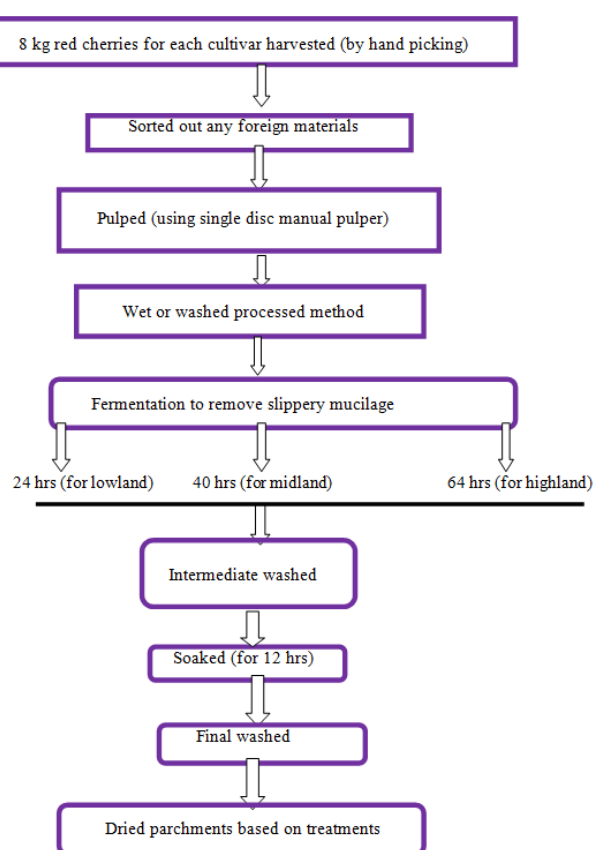 8 kg red cherries for each cultivar harvested (by hand picking)
Sorted out any foreign materials
Pulped (using single disc manual pulper)
Wet or washed processed method
Fermentation to remove slippery mucilage
24 hrs (for lowland) 40 hrs (for midland) 64 hrs (for highland)
Intermediate washed
Soaked (for 12 hrs)
Final washed
Dried parchments based on treatments